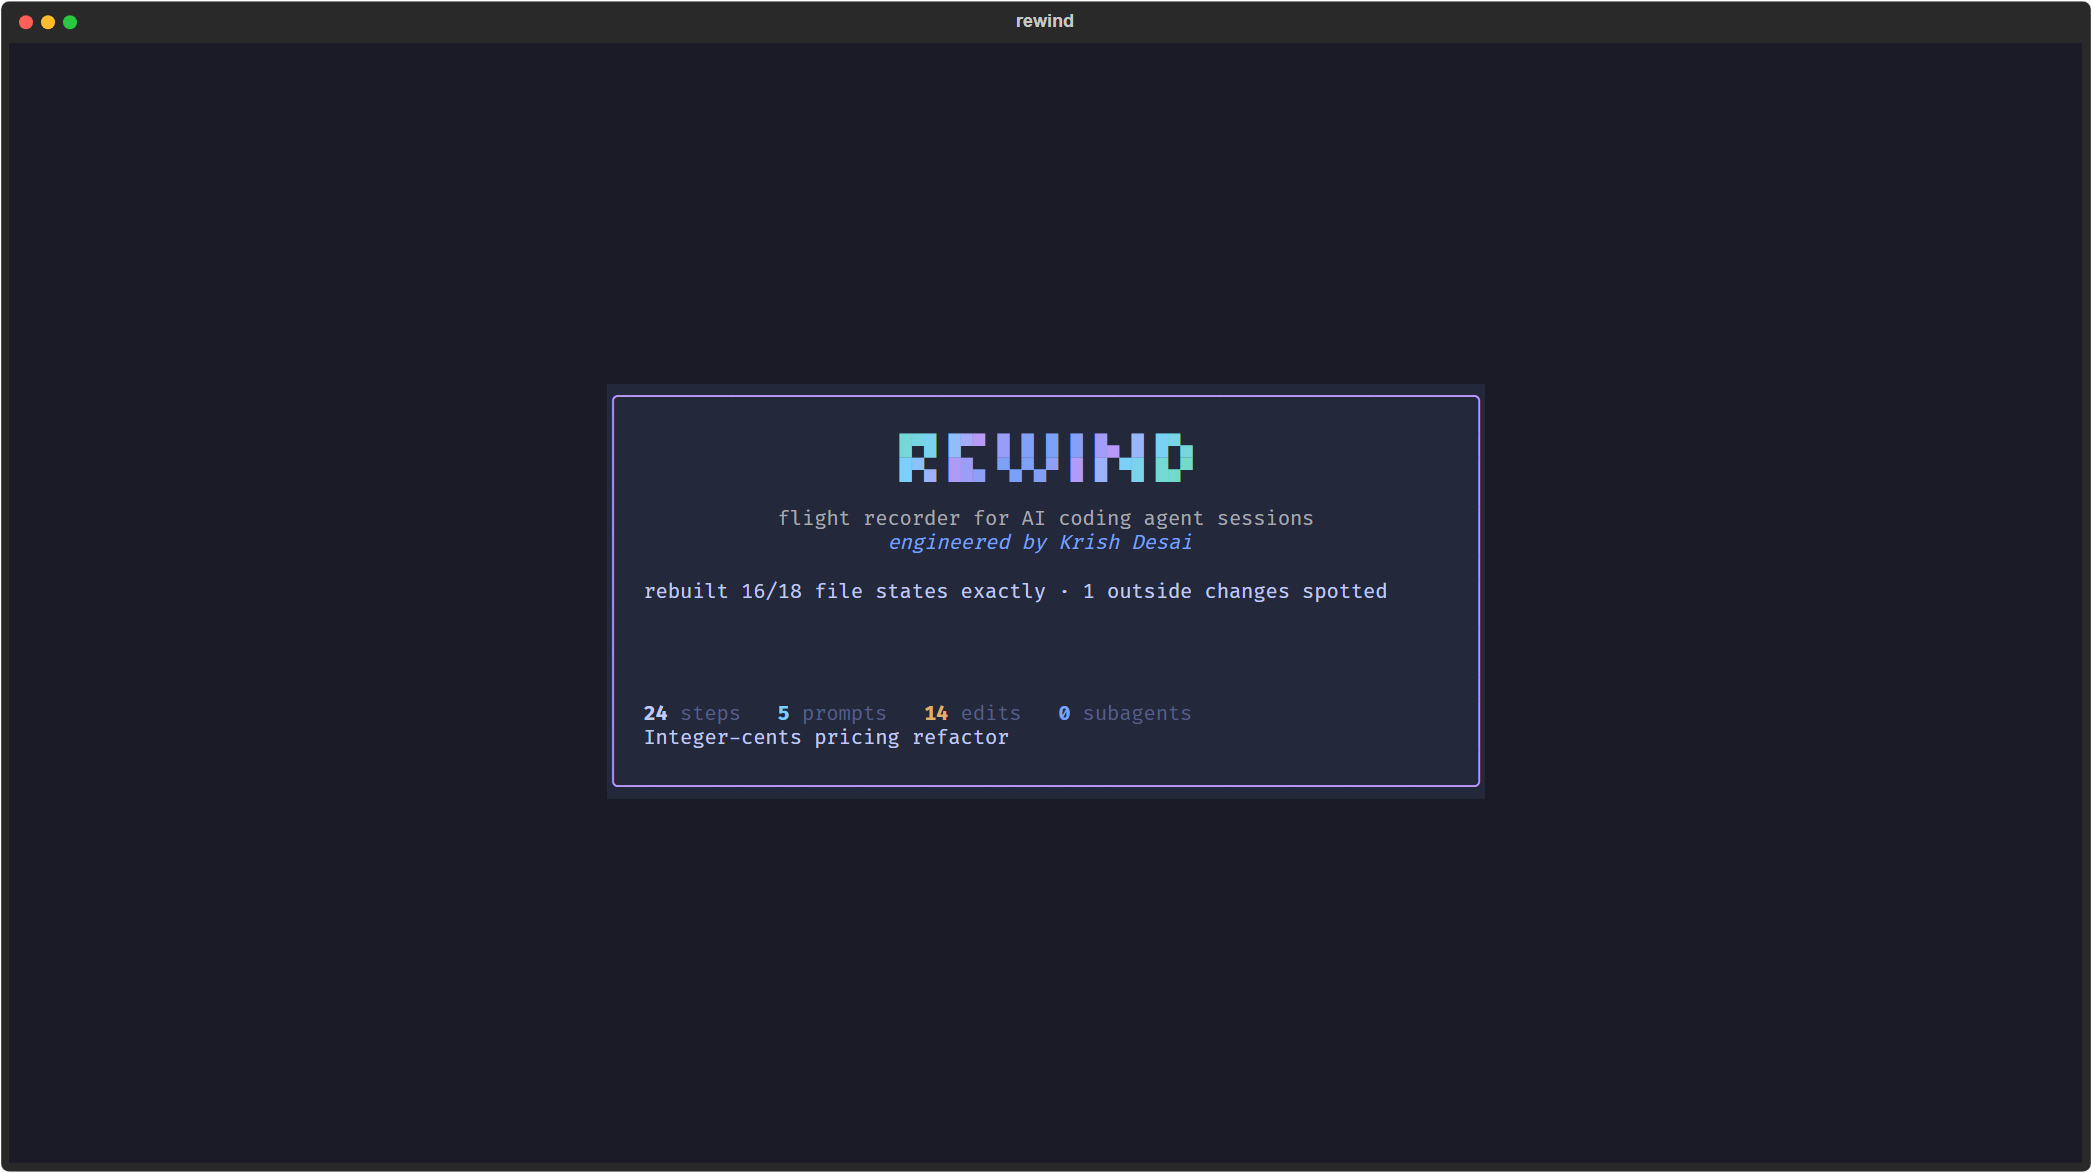 rewind
REWIND
flight recorder for AI coding agent sessions
engineered by Krish Desai
rebuilt 16/18 file states exactly · 1 outside changes spotted
24 steps 5 prompts 14 edits 0 subagents
Integer-cents pricing refactor